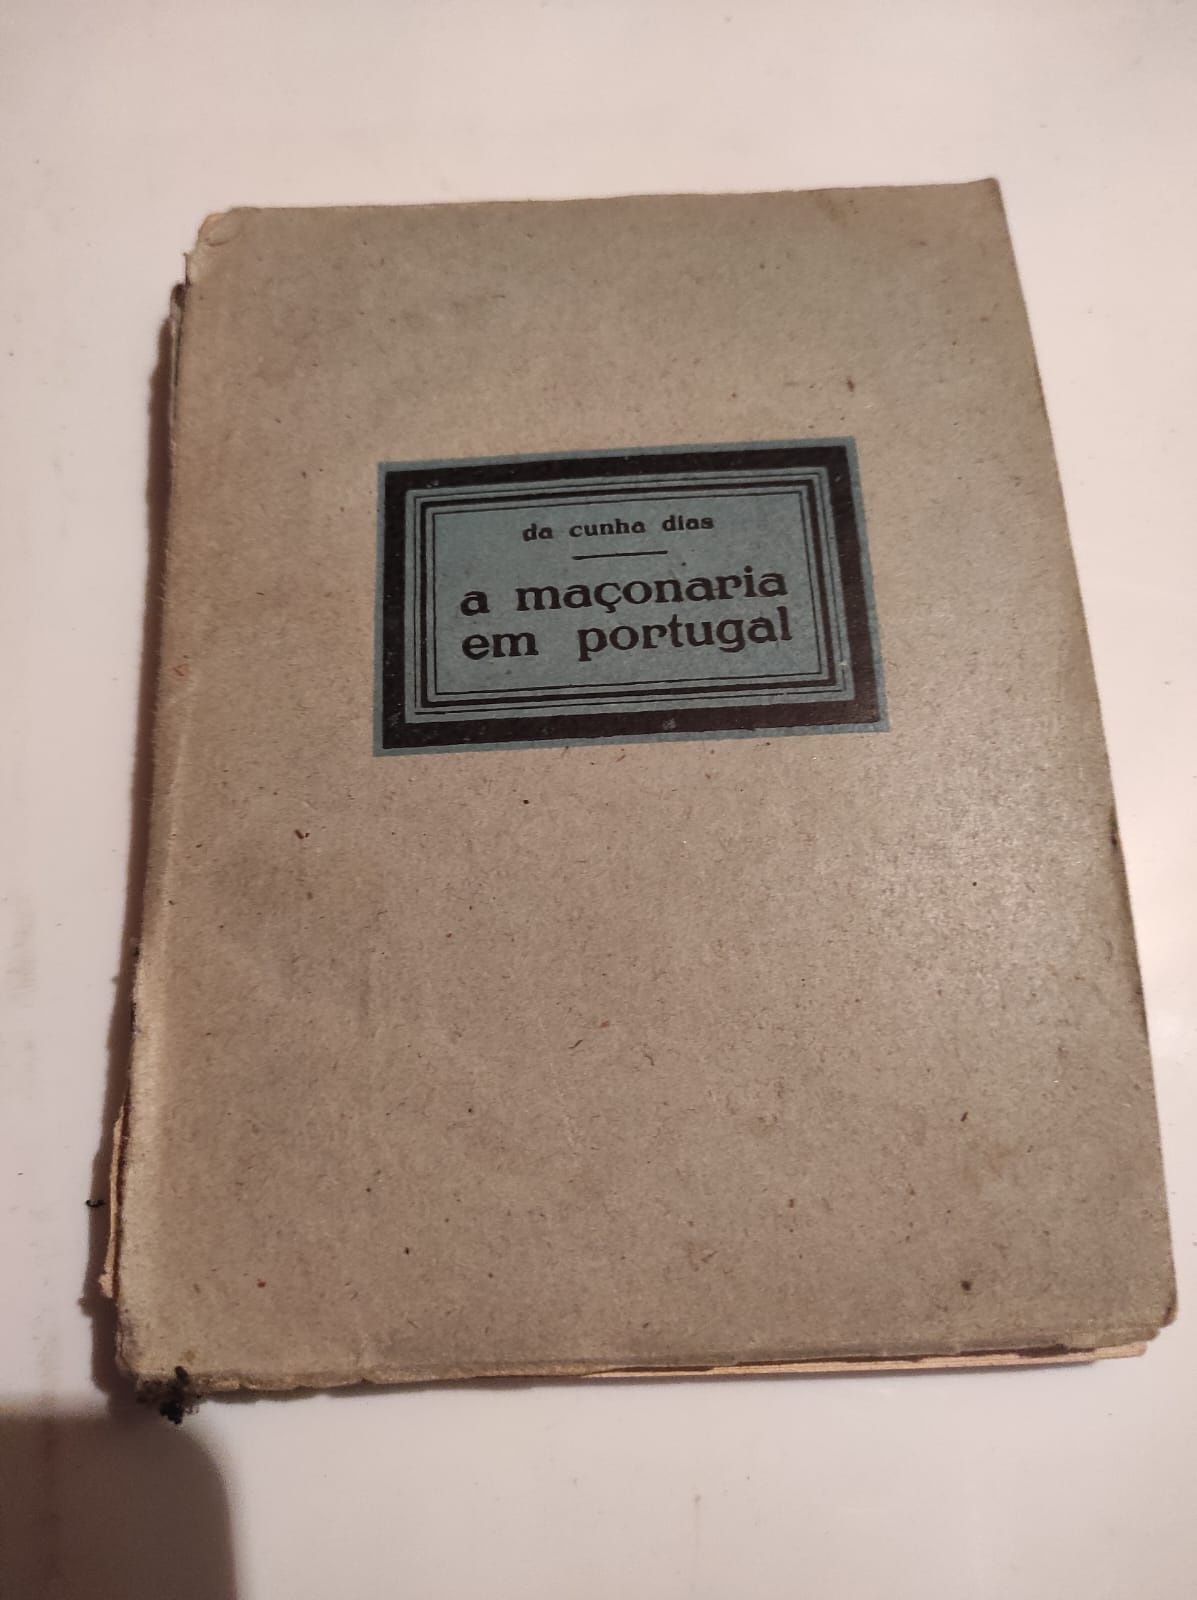 da cunha dias
a maçonaria
em portugal